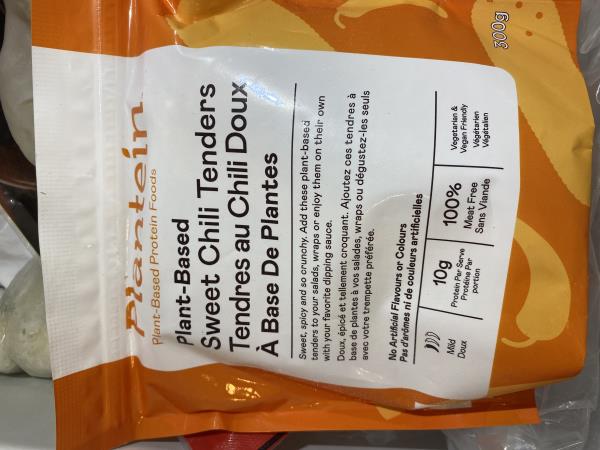 Plantein
Plant-Based Protein Foods
Plant-Based
Sweet Chili Tenders
Tendres au Chili Doux
À Base De Plantes
Sweet, spicy and so crunchy. Add these plant-based
tenders to your salads, wraps or enjoy them on their own
with your favorite dipping sauce.
Doux, épicé et tellement croquant. Ajoutez ces tendres à
base de plantes à vos salades, wraps ou dégustez-les seuls
avec votre trempette préférée.
No Artificial Flavours or Colours
Pas d'arômes ni de couleurs artificielles
Mild
Doux
10g
Protein Per Serve
Protéine Par
portion
100%
Meat Free
Sans Viande
Vegetarian &
Vegan Friendly
Végétarien
Végétalien
300g